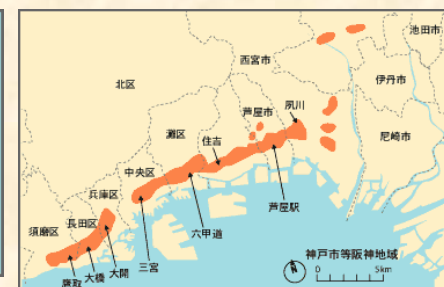 池田市
西宮市
伊丹市
北区
芦屋市
夙川
尼崎市
灘区
住吉
中央区
兵庫区
芦屋駅
長田区
六甲道
須磨区
三宮
大開
大橋
鷹取
神戸市等阪神地域
0 5km